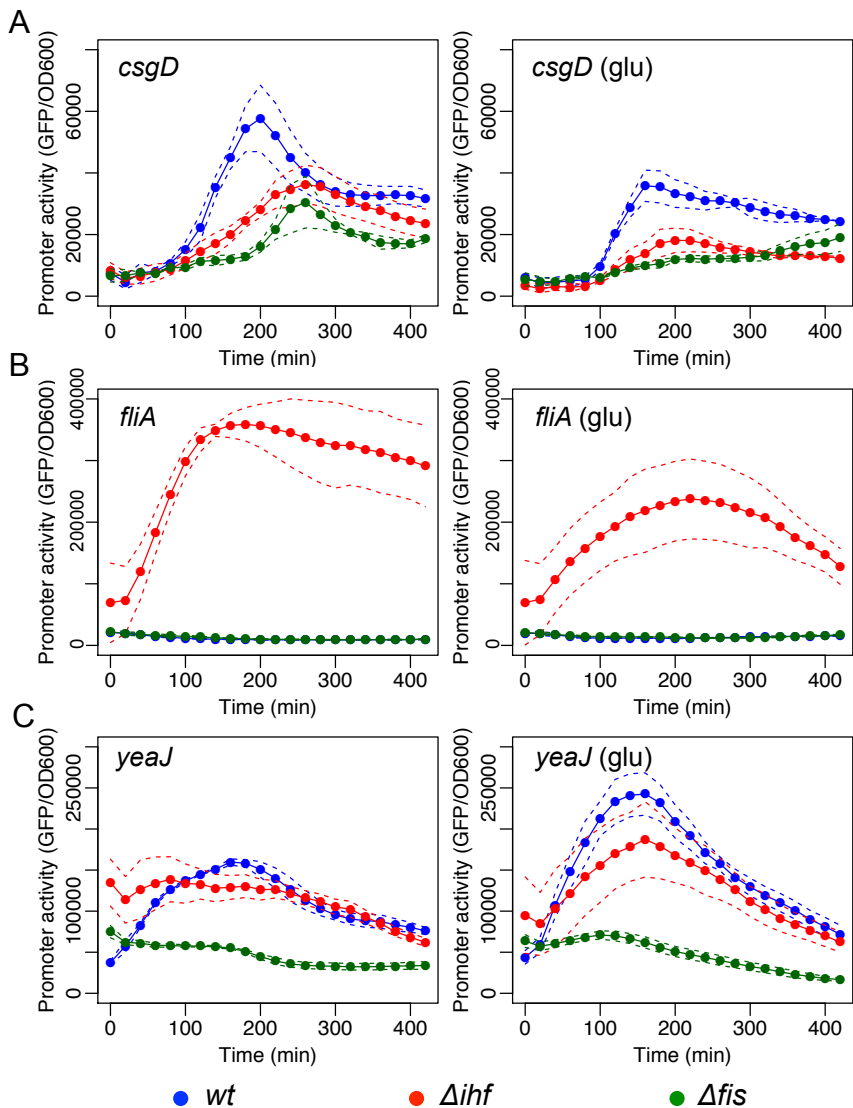 A
csgD
csgD (glu)
Promoter activity (GFP/OD600)
0
20000
60000
0
100
200
300
400
Time (min)
Promoter activity (GFP/OD600)
0
20000
60000
0
100
200
300
400
Time (min)
B
fliA
fliA (glu)
Promoter activity (GFP/OD600)
0
200000
400000
0
100
200
300
400
Time (min)
Promoter activity (GFP/OD600)
0
200000
400000
0
100
200
300
400
Time (min)
C
yeaJ
yeaJ (glu)
Promoter activity (GFP/OD600)
0
100000
250000
0
100
200
300
400
Time (min)
Promoter activity (GFP/OD600)
0
100000
250000
0
100
200
300
400
Time (min)
wt
Δihf
Δfis